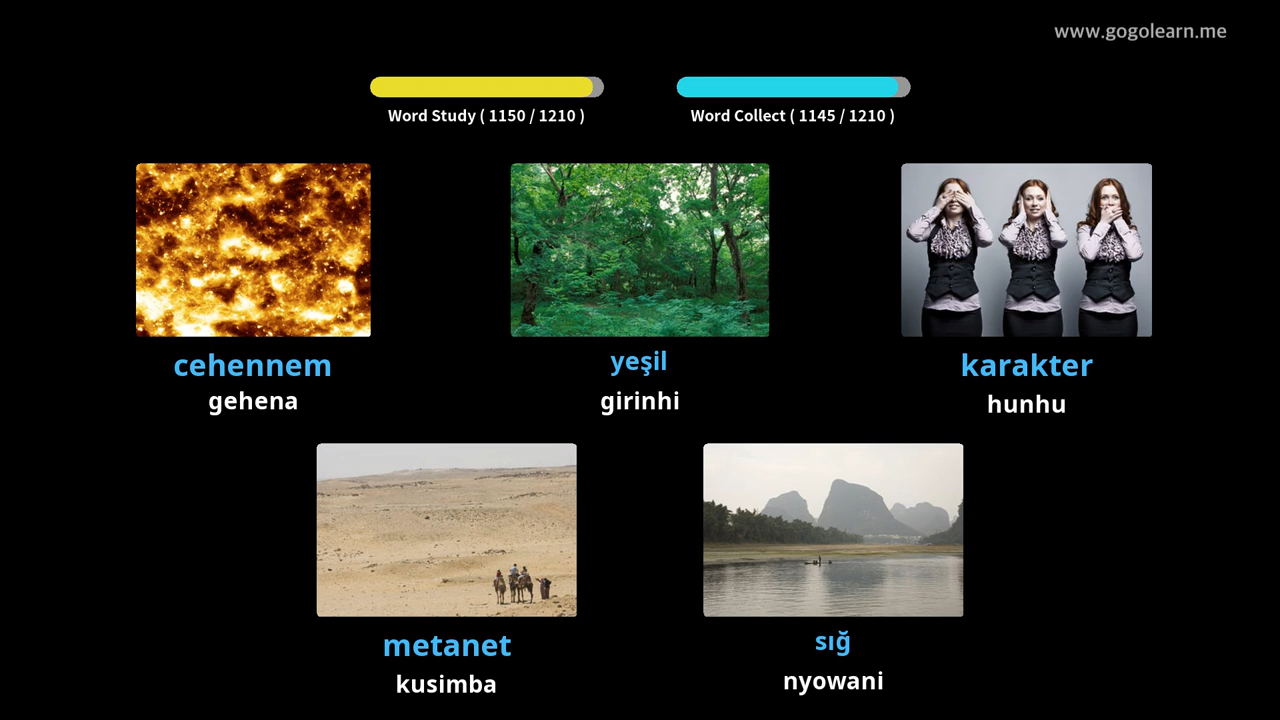 www.gogolearn.me
Word Study ( 1150 / 1210 )
Word Collect ( 1145 / 1210 )
cehennem
gehena
yeşil
girinhi
karakter
hunhu
metanet
kusimba
sığ
nyowani